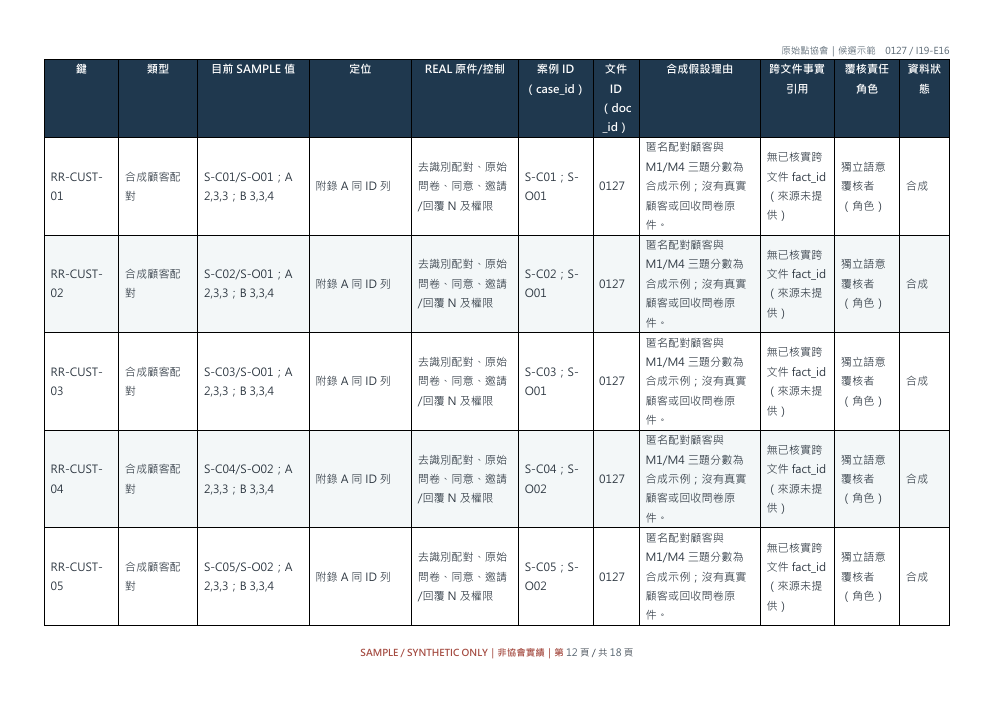 原始點協會｜候選示範 0127 / I19-E16
鍵 類型 目前 SAMPLE 值 定位 REAL 原件/控制 案例 ID（case_id） 文件 ID（doc_id） 合成假設理由 跨文件事實引用 覆核責任角色 資料狀態
RR-CUST-01 合成顧客配對 S-C01/S-O01；A 2,3,3；B 3,3,4 附錄 A 同 ID 列 去識別配對、原始問卷、同意、邀請/回覆 N 及權限 S-C01；S-O01 0127 匿名配對顧客與 M1/M4 三題分數為合成示例；沒有真實顧客或回收問卷原件。 無已核實跨文件 fact_id（來源未提供） 獨立語意覆核者（角色） 合成
RR-CUST-02 合成顧客配對 S-C02/S-O01；A 2,3,3；B 3,3,4 附錄 A 同 ID 列 去識別配對、原始問卷、同意、邀請/回覆 N 及權限 S-C02；S-O01 0127 匿名配對顧客與 M1/M4 三題分數為合成示例；沒有真實顧客或回收問卷原件。 無已核實跨文件 fact_id（來源未提供） 獨立語意覆核者（角色） 合成
RR-CUST-03 合成顧客配對 S-C03/S-O01；A 2,3,3；B 3,3,4 附錄 A 同 ID 列 去識別配對、原始問卷、同意、邀請/回覆 N 及權限 S-C03；S-O01 0127 匿名配對顧客與 M1/M4 三題分數為合成示例；沒有真實顧客或回收問卷原件。 無已核實跨文件 fact_id（來源未提供） 獨立語意覆核者（角色） 合成
RR-CUST-04 合成顧客配對 S-C04/S-O02；A 2,3,3；B 3,3,4 附錄 A 同 ID 列 去識別配對、原始問卷、同意、邀請/回覆 N 及權限 S-C04；S-O02 0127 匿名配對顧客與 M1/M4 三題分數為合成示例；沒有真實顧客或回收問卷原件。 無已核實跨文件 fact_id（來源未提供） 獨立語意覆核者（角色） 合成
RR-CUST-05 合成顧客配對 S-C05/S-O02；A 2,3,3；B 3,3,4 附錄 A 同 ID 列 去識別配對、原始問卷、同意、邀請/回覆 N 及權限 S-C05；S-O02 0127 匿名配對顧客與 M1/M4 三題分數為合成示例；沒有真實顧客或回收問卷原件。 無已核實跨文件 fact_id（來源未提供） 獨立語意覆核者（角色） 合成
SAMPLE / SYNTHETIC ONLY｜非協會實績｜第 12 頁 / 共 18 頁